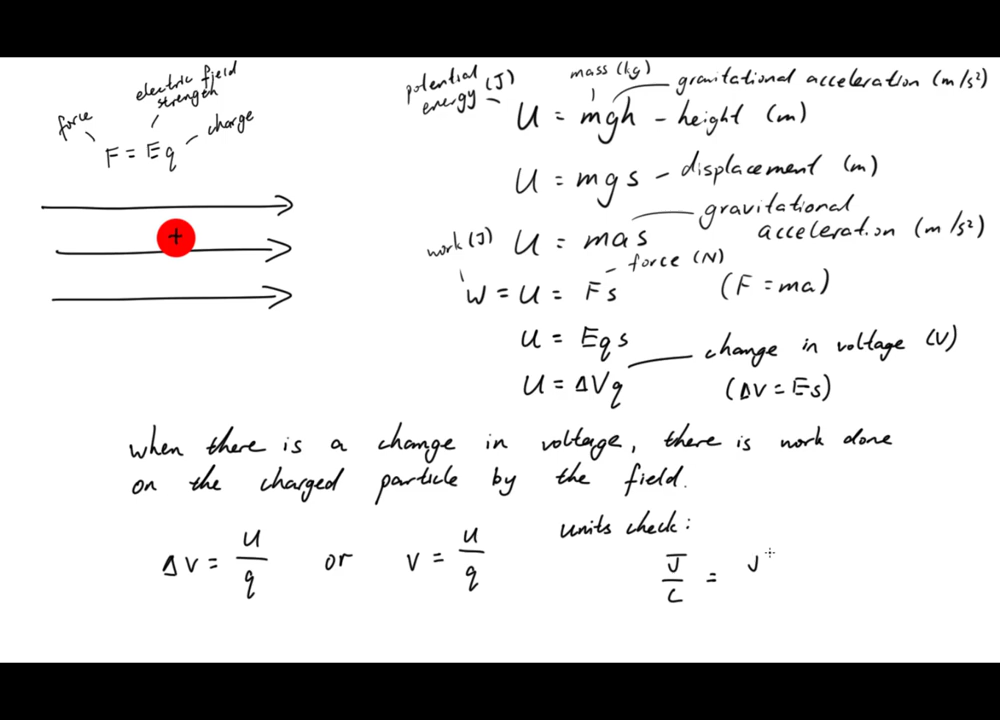 force
electric field
strength
charge
F = Eq
+
potential
energy (J)
mass (kg)
gravitational acceleration (m/s²)
U = mgh - height (m)
U = mgs - displacement (m)
gravitational
acceleration (m/s²)
work (J)
U = mas
force (N)
W = U = Fs (F = ma)
U = Eqs
change in voltage (V)
U = ΔVq (ΔV = Es)
when there is a change in voltage, there is work done
on the charged particle by the field.
units check:
ΔV = U/q or V = U/q
J/C = J